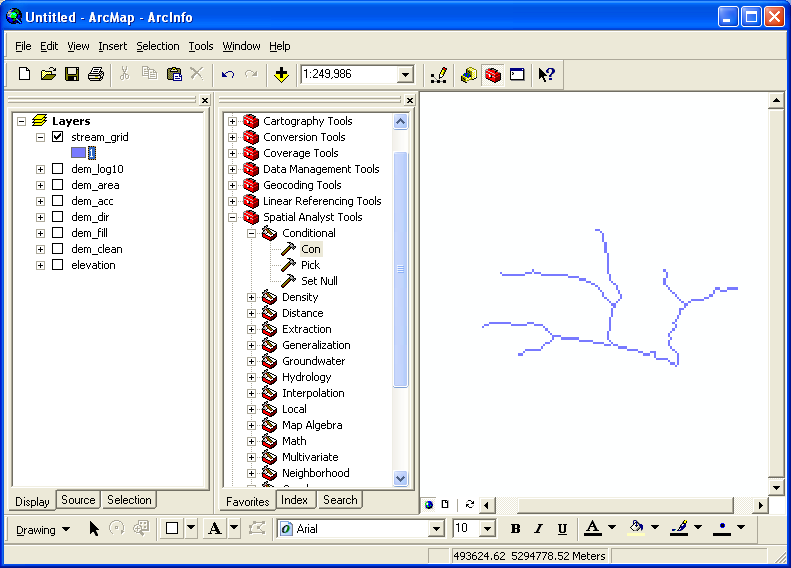 Untitled - ArcMap - ArcInfo
File Edit View Insert Selection Tools Window Help
1:249,986
Layers
stream_grid
1
dem_log10
dem_area
dem_acc
dem_dir
dem_fill
dem_clean
elevation
Display Source Selection
Cartography Tools
Conversion Tools
Coverage Tools
Data Management Tools
Geocoding Tools
Linear Referencing Tools
Spatial Analyst Tools
Conditional
Con
Pick
Set Null
Density
Distance
Extraction
Generalization
Groundwater
Hydrology
Interpolation
Local
Map Algebra
Math
Multivariate
Neighborhood
Favorites Index Search
Drawing A Arial 10 B I U A
493624.62 5294778.52 Meters